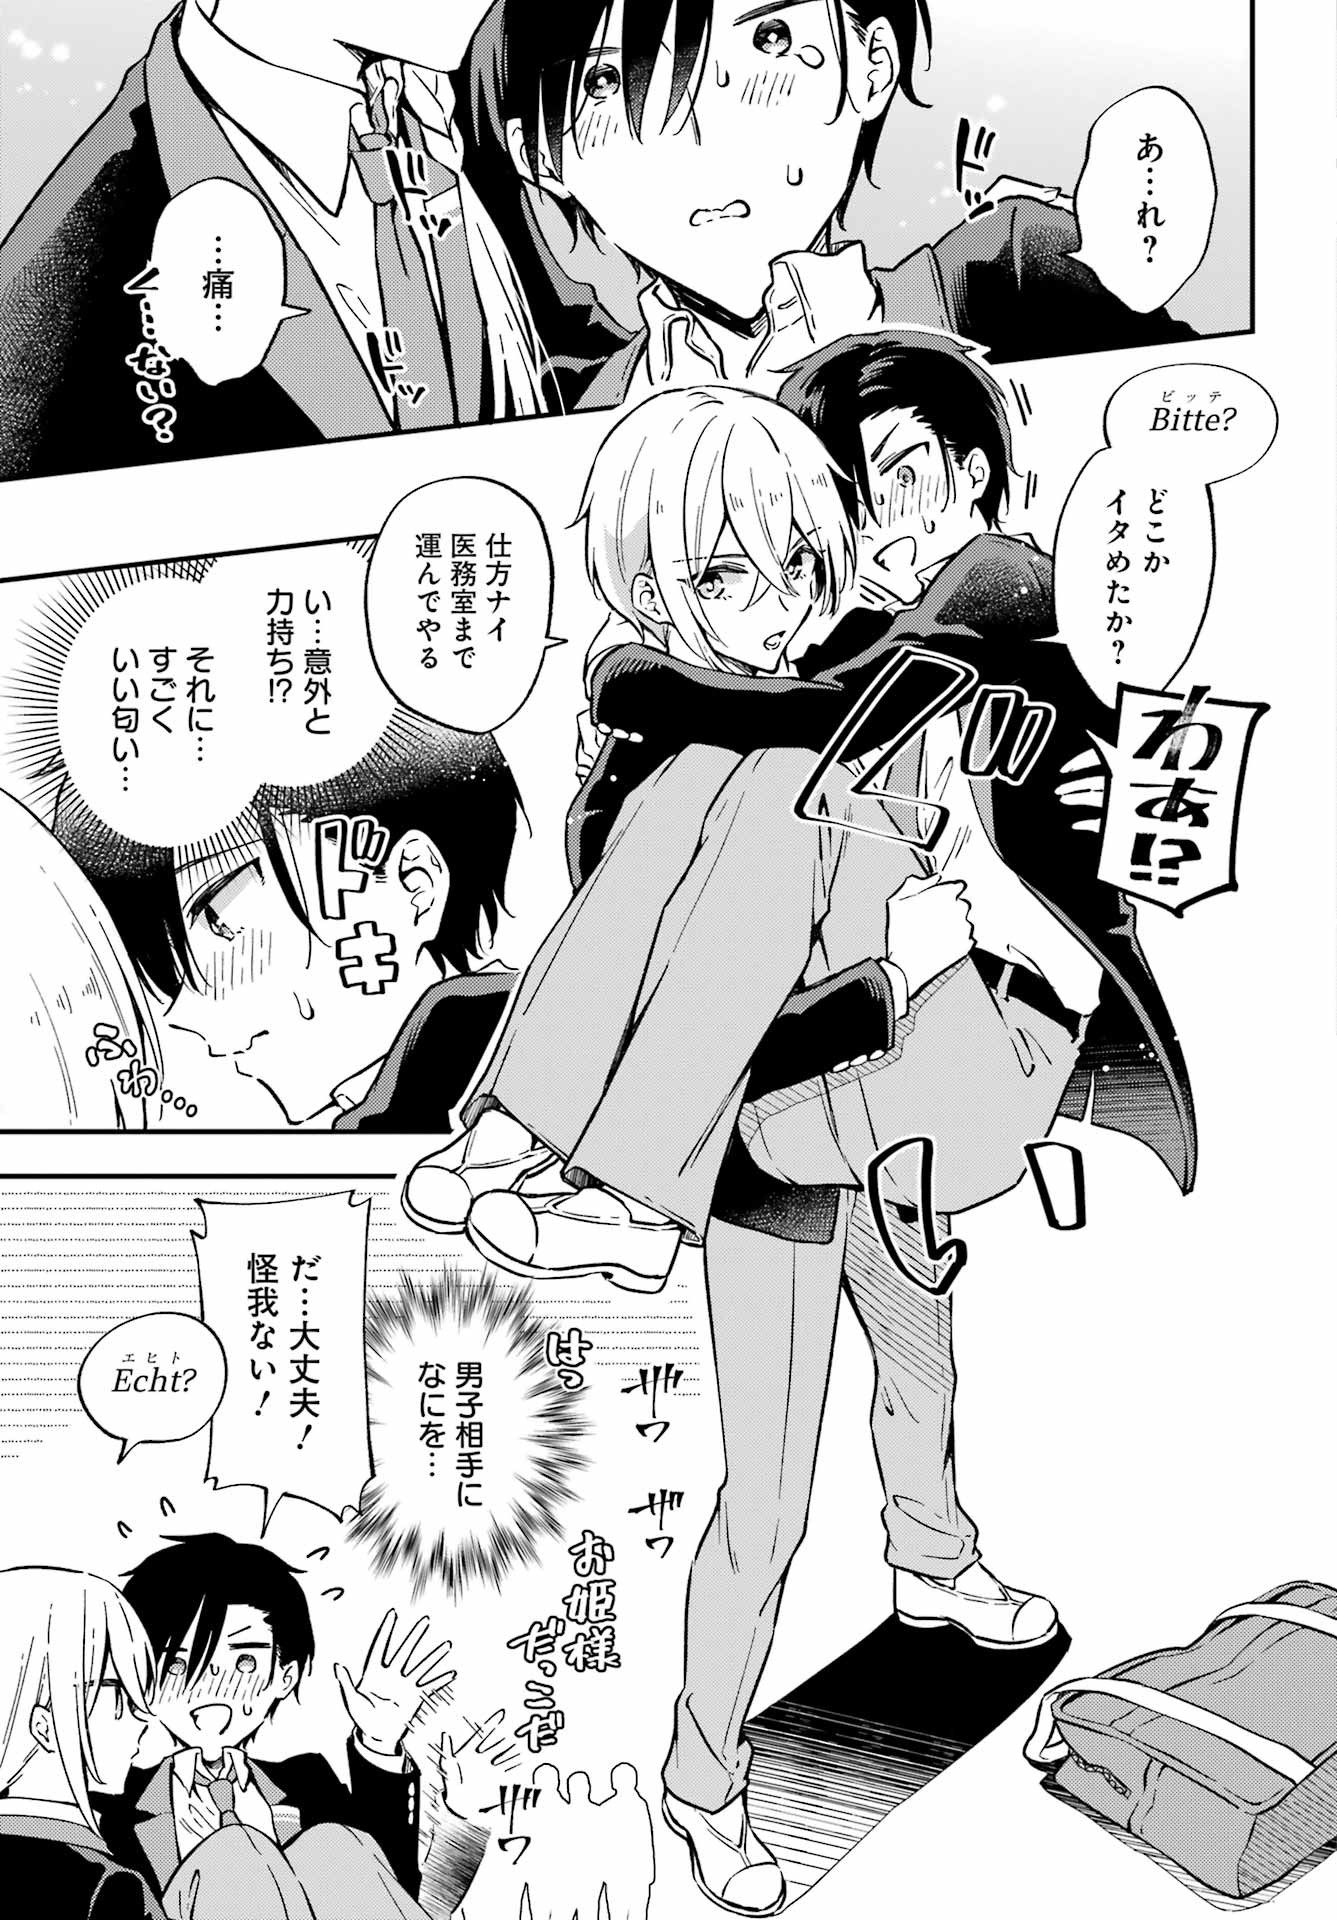 あ…れ？
ドッ
ドッ
ドッ
ドッ
…痛…
く……ない？
ビッテ
Bitte?
どこか
イタめたか？
わぁ!?
ぐい
仕方ナイ
医務室まで
運んでやる
い…意外と
力持ち!?
それに…
すごく
いい匂い…
ドキ
ふわ…
はっ
男子相手に
なにを…
だ…大丈夫！
怪我ない！
エヒト
Echt?
ザワ
ザワ
お姫様
だっこだ
ザワ